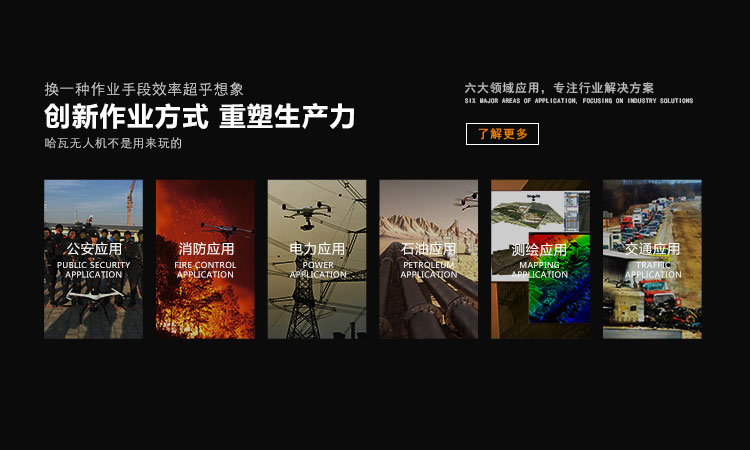 换一种作业手段效率超乎想象
创新作业方式 重塑生产力
哈瓦无人机不是用来玩的
六大领域应用，专注行业解决方案
SIX MAJOR AREAS OF APPLICATION, FOCUSING ON INDUSTRY SOLUTIONS
了解更多
公安应用
PUBLIC SECURITY
APPLICATION
消防应用
FIRE CONTROL
APPLICATION
电力应用
POWER
APPLICATION
石油应用
PETROLEUM
APPLICATION
测绘应用
MAPPING
APPLICATION
交通应用
TRAFFIC
APPLICATION